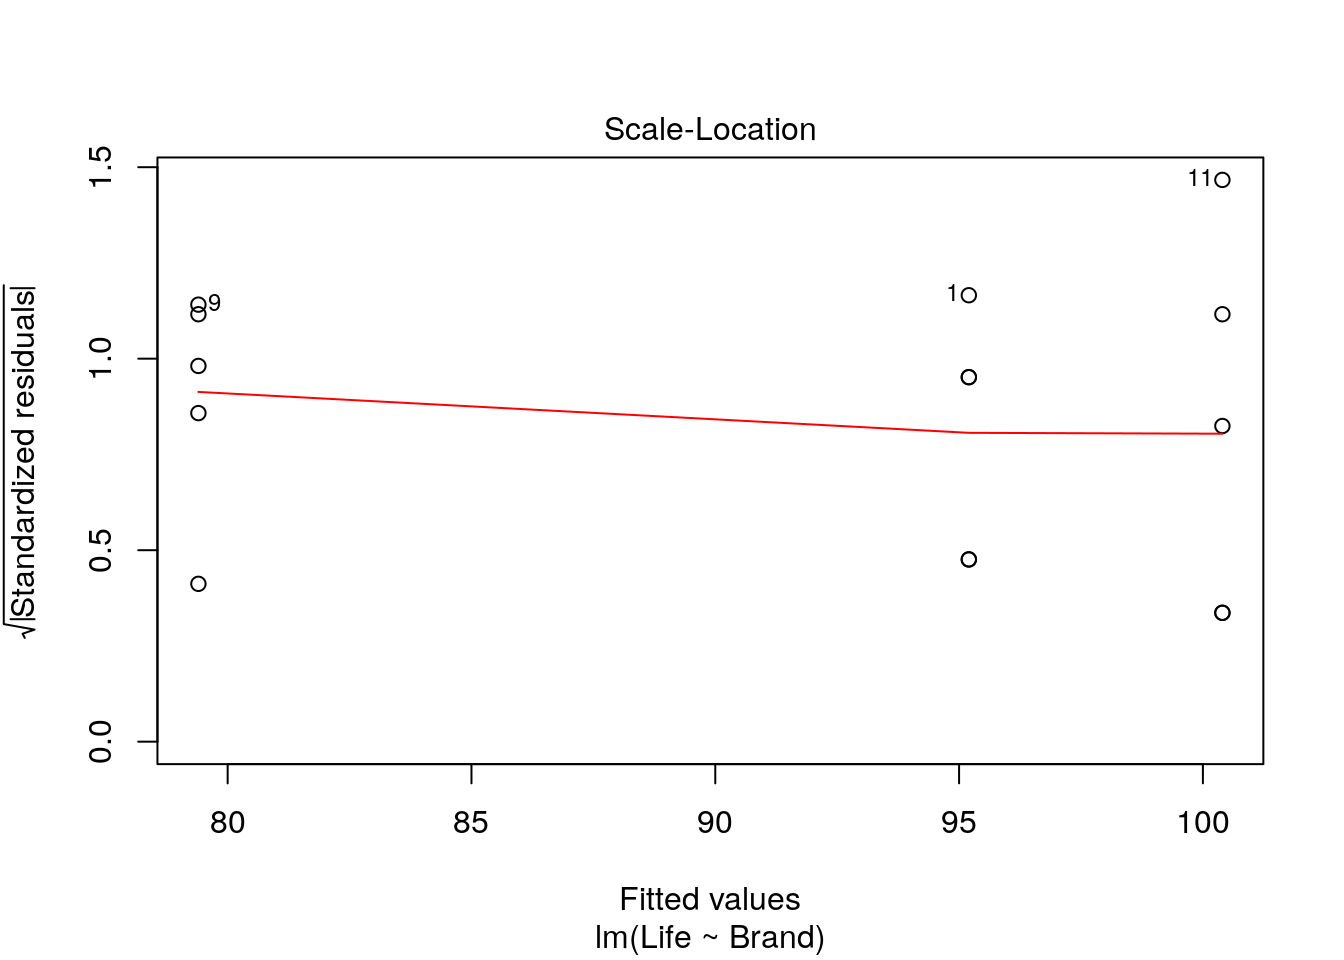 Scale-Location
√|Standardized residuals|
1.5
1.0
0.5
0.0
11
1
9
80 85 90 95 100
Fitted values
lm(Life ~ Brand)